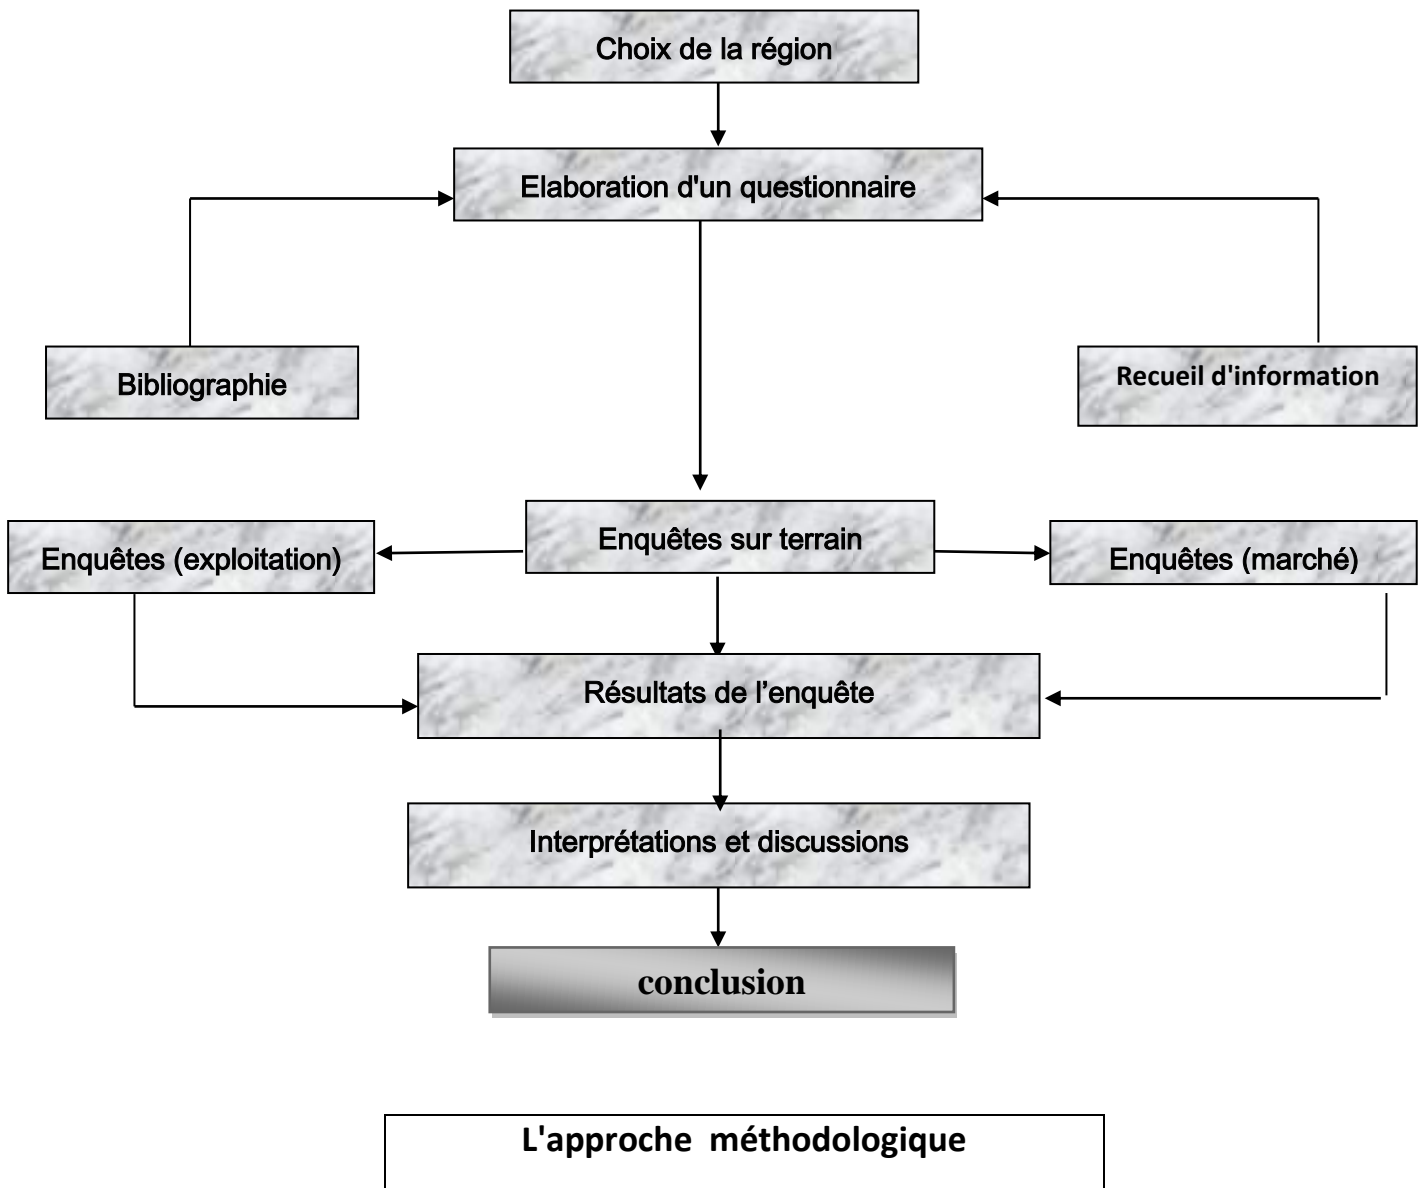 Choix de la région
Elaboration d'un questionnaire
Bibliographie
Recueil d'information
Enquêtes sur terrain
Enquêtes (exploitation)
Enquêtes (marché)
Résultats de l’enquête
Interprétations et discussions
conclusion
L'approche  méthodologique